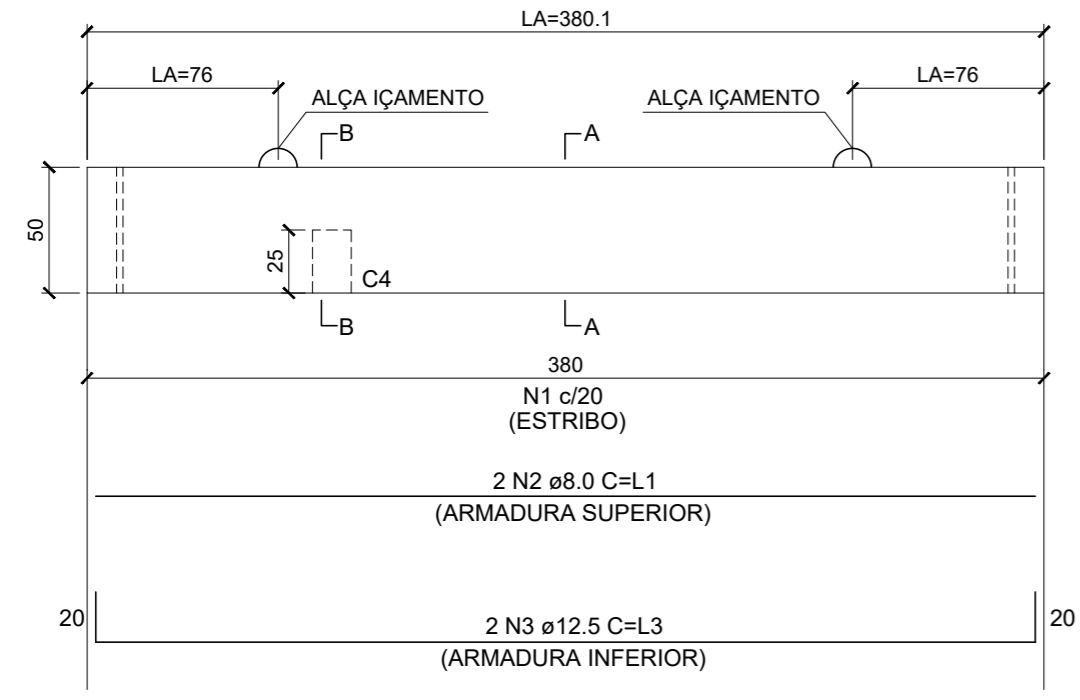 LA=380.1
LA=76
LA=76
ALÇA IÇAMENTO
ALÇA IÇAMENTO
B
A
50
25
C4
B
A
380
N1 c/20
(ESTRIBO)
2 N2 ø8.0 C=L1
(ARMADURA SUPERIOR)
20
2 N3 ø12.5 C=L3
20
(ARMADURA INFERIOR)